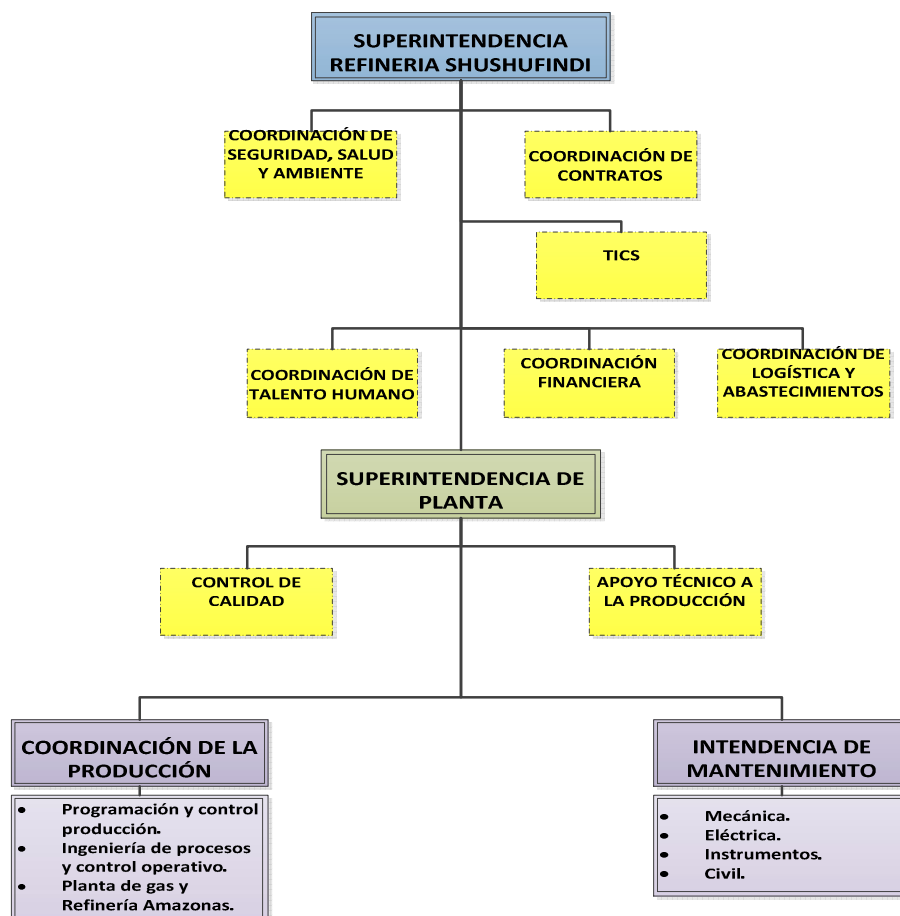 SUPERINTENDENCIA
REFINERIA SHUSHUFINDI
COORDINACIÓN DE
SEGURIDAD, SALUD
Y AMBIENTE
COORDINACIÓN DE
CONTRATOS
TICS
COORDINACIÓN DE
TALENTO HUMANO
COORDINACIÓN
FINANCIERA
COORDINACIÓN DE
LOGÍSTICA Y
ABASTECIMIENTOS
SUPERINTENDENCIA DE
PLANTA
CONTROL DE
CALIDAD
APOYO TÉCNICO A
LA PRODUCCIÓN
COORDINACIÓN DE LA
PRODUCCIÓN
• Programación y control
producción.
• Ingeniería de procesos
y control operativo.
• Planta de gas y
Refinería Amazonas.
INTENDENCIA DE
MANTENIMIENTO
• Mecánica.
• Eléctrica.
• Instrumentos.
• Civil.